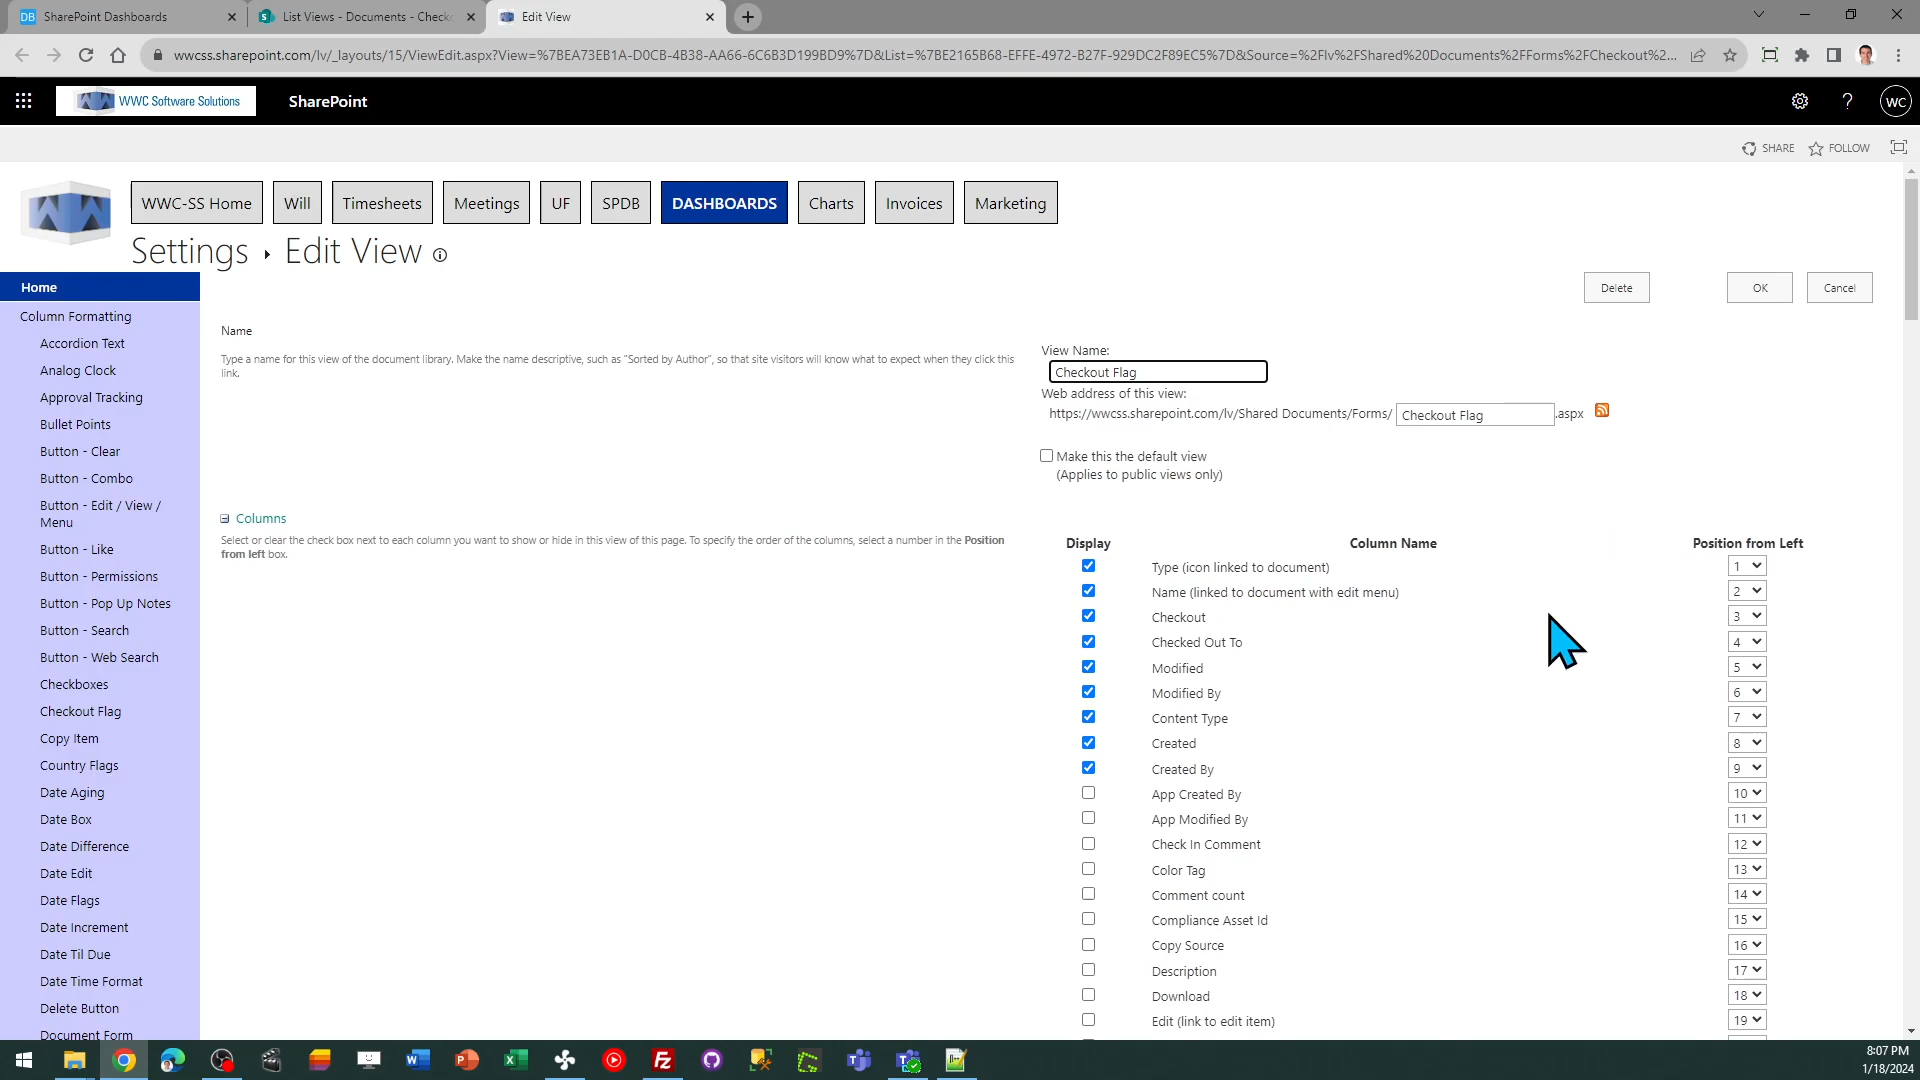 DB SharePoint Dashboards
List Views - Documents - Check
Edit View
wwcss.sharepoint.com/lv/_layouts/15/ViewEdit.aspx?View=%7BEA73EB1A-D0CB-4B38-AA66-6C6B3D199BD9%7D&List=%7BE2165B68-EFFE-4972-B27F-929DC2F89EC5%7D&Source=%2Flv%2FShared%20Documents%2FForms%2FCheckout%2...
WWC Software Solutions
SharePoint
?
WC
SHARE
FOLLOW
WWC-SS Home
Will
Timesheets
Meetings
UF
SPDB
DASHBOARDS
Charts
Invoices
Marketing
Settings ▸ Edit View
Home
Column Formatting
Accordion Text
Analog Clock
Approval Tracking
Bullet Points
Button - Clear
Button - Combo
Button - Edit / View /
Menu
Button - Like
Button - Permissions
Button - Pop Up Notes
Button - Search
Button - Web Search
Checkboxes
Checkout Flag
Copy Item
Country Flags
Date Aging
Date Box
Date Difference
Date Edit
Date Flags
Date Increment
Date Til Due
Date Time Format
Delete Button
Document Form
Delete
OK
Cancel
Name
Type a name for this view of the document library. Make the name descriptive, such as "Sorted by Author", so that site visitors will know what to expect when they click this
link.
View Name:
Checkout Flag
Web address of this view:
https://wwcss.sharepoint.com/lv/Shared Documents/Forms/ Checkout Flag .aspx
Make this the default view
(Applies to public views only)
Columns
Select or clear the check box next to each column you want to show or hide in this view of this page. To specify the order of the columns, select a number in the Position
from left box.
Display Column Name Position from Left
Type (icon linked to document) 1
Name (linked to document with edit menu) 2
Checkout 3
Checked Out To 4
Modified 5
Modified By 6
Content Type 7
Created 8
Created By 9
App Created By 10
App Modified By 11
Check In Comment 12
Color Tag 13
Comment count 14
Compliance Asset Id 15
Copy Source 16
Description 17
Download 18
Edit (link to edit item) 19
8:07 PM
1/18/2024